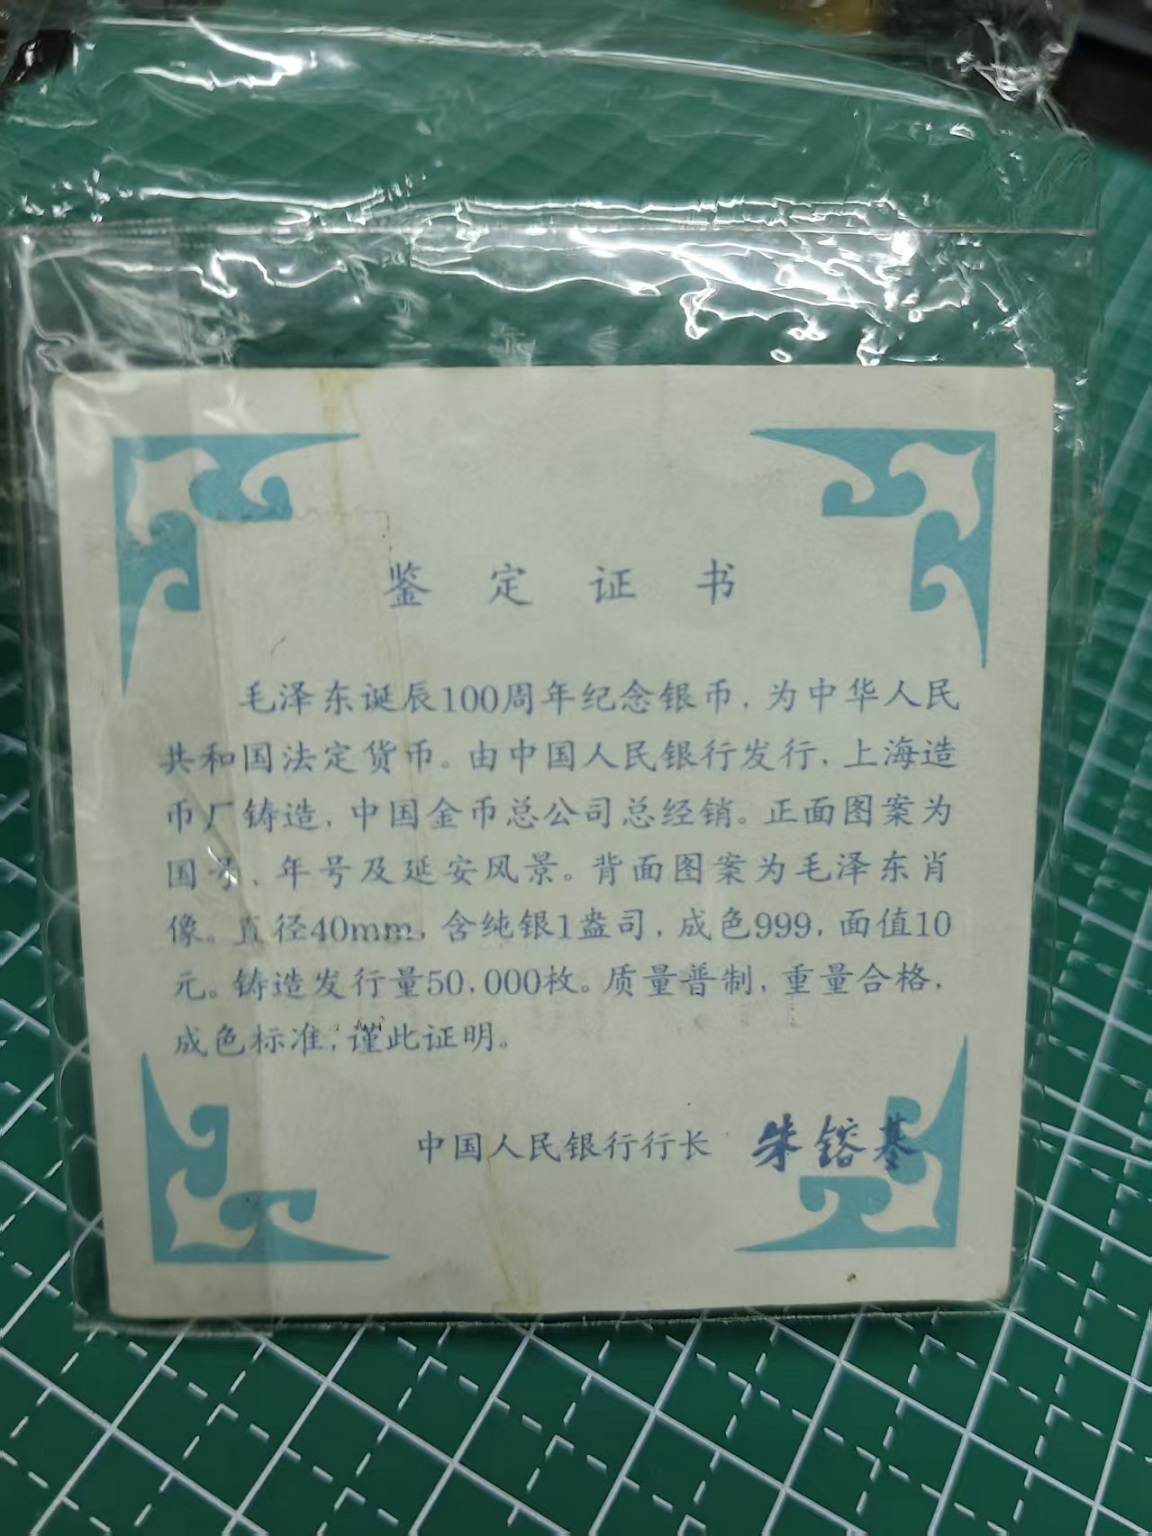 鉴定证书
毛泽东诞辰100周年纪念银币，为中华人民
共和国法定货币。由中国人民银行发行，上海造
币厂铸造，中国金币总公司总经销。正面图案为
国号、年号及延安风景。背面图案为毛泽东肖
像。直径40mm，含纯银1盎司，成色999，面值10
元。铸造发行量50,000枚。质量普制，重量合格，
成色标准，谨此证明。
中国人民银行行长 朱镕基